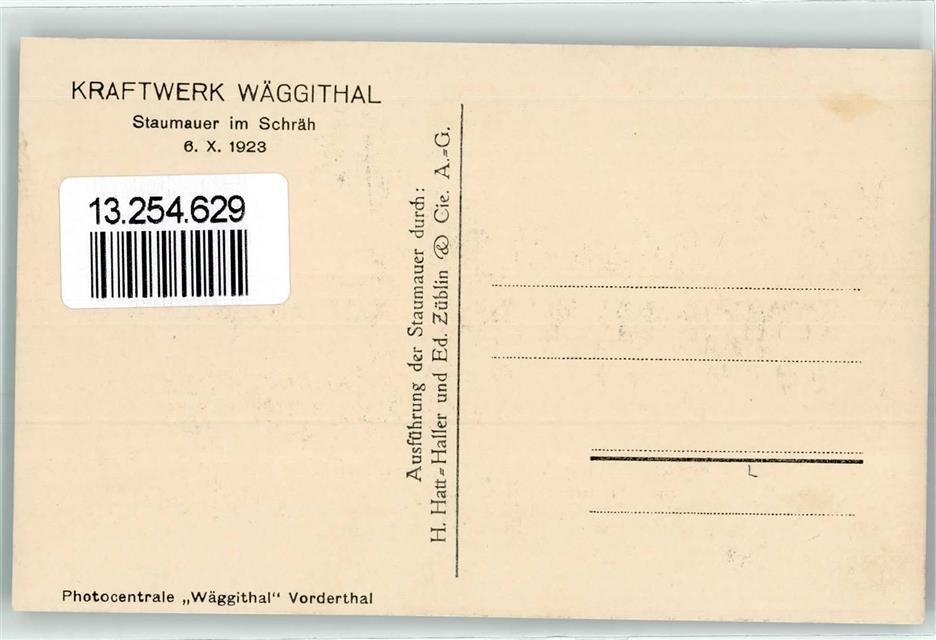 KRAFTWERK WÄGGITHAL
Staumauer im Schräh
6. X. 1923
13.254.629
Ausführung der Staumauer durch:
H. Hatt=Haller und Ed. Züblin & Cie. A.=G.
Photocentrale „Wäggithal“ Vorderthal